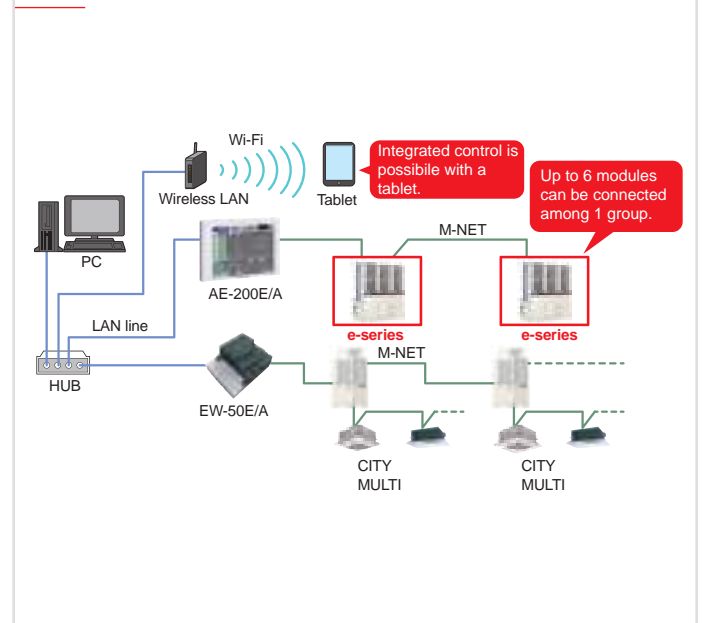 Wi-Fi
Integrated control is
possibile with a
tablet.
Up to 6 modules
can be connected
among 1 group.
Wireless LAN
Tablet
M-NET
PC
AE-200E/A
LAN line
e-series
e-series
M-NET
HUB
EW-50E/A
CITY
MULTI
CITY
MULTI